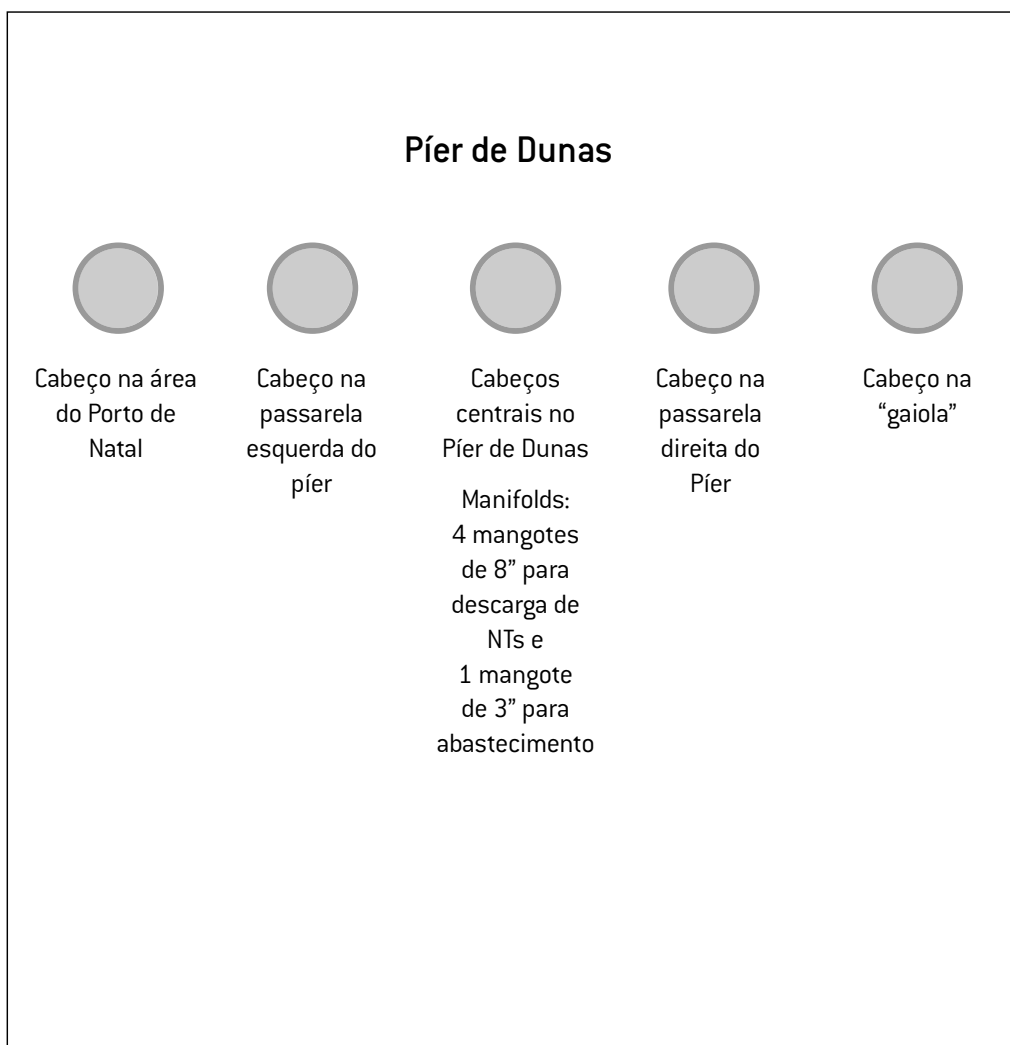 Píer de Dunas
Cabeço na área
do Porto de
Natal
Cabeço na
passarela
esquerda do
píer
Cabeços
centrais no
Píer de Dunas
Manifolds:
4 mangotes
de 8” para
descarga de
NTs e
1 mangote
de 3” para
abastecimento
Cabeço na
passarela
direita do
Píer
Cabeço na
“gaiola”